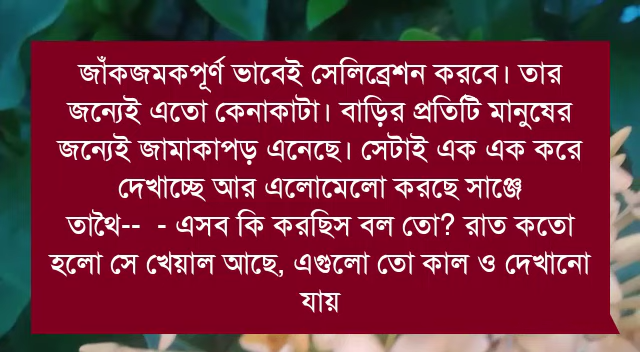 জাঁকজমকপূর্ণ ভাবেই সেলিব্রেশন করবে। তার
জন্যেই এতো কেনাকাটা। বাড়ির প্রতিটি মানুষের
জন্যেই জামাকাপড় এনেছে। সেটাই এক এক করে
দেখাচ্ছে আর এলোমেলো করছে সাঞ্জে
তাথৈ-- - এসব কি করছিস বল তো? রাত কতো
হলো সে খেয়াল আছে, এগুলো তো কাল ও দেখানো
যায়